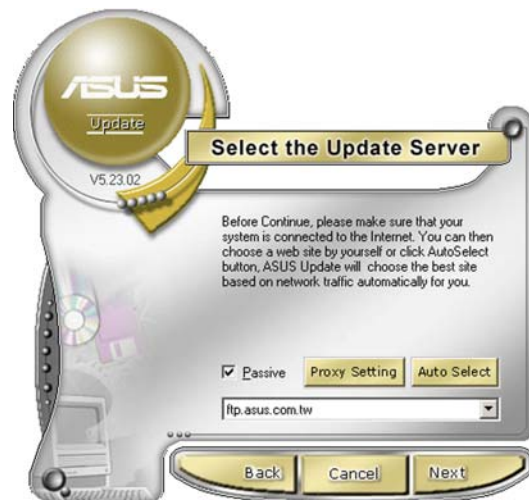 ASUS
Update
V5.23.02
Select the Update Server
Before Continue, please make sure that your
system is connected to the Internet. You can then
choose a web site by yourself or click AutoSelect
button, ASUS Update will choose the best site
based on network traffic automatically for you.
Passive
Proxy Setting
Auto Select
ftp.asus.com.tw
Back
Cancel
Next